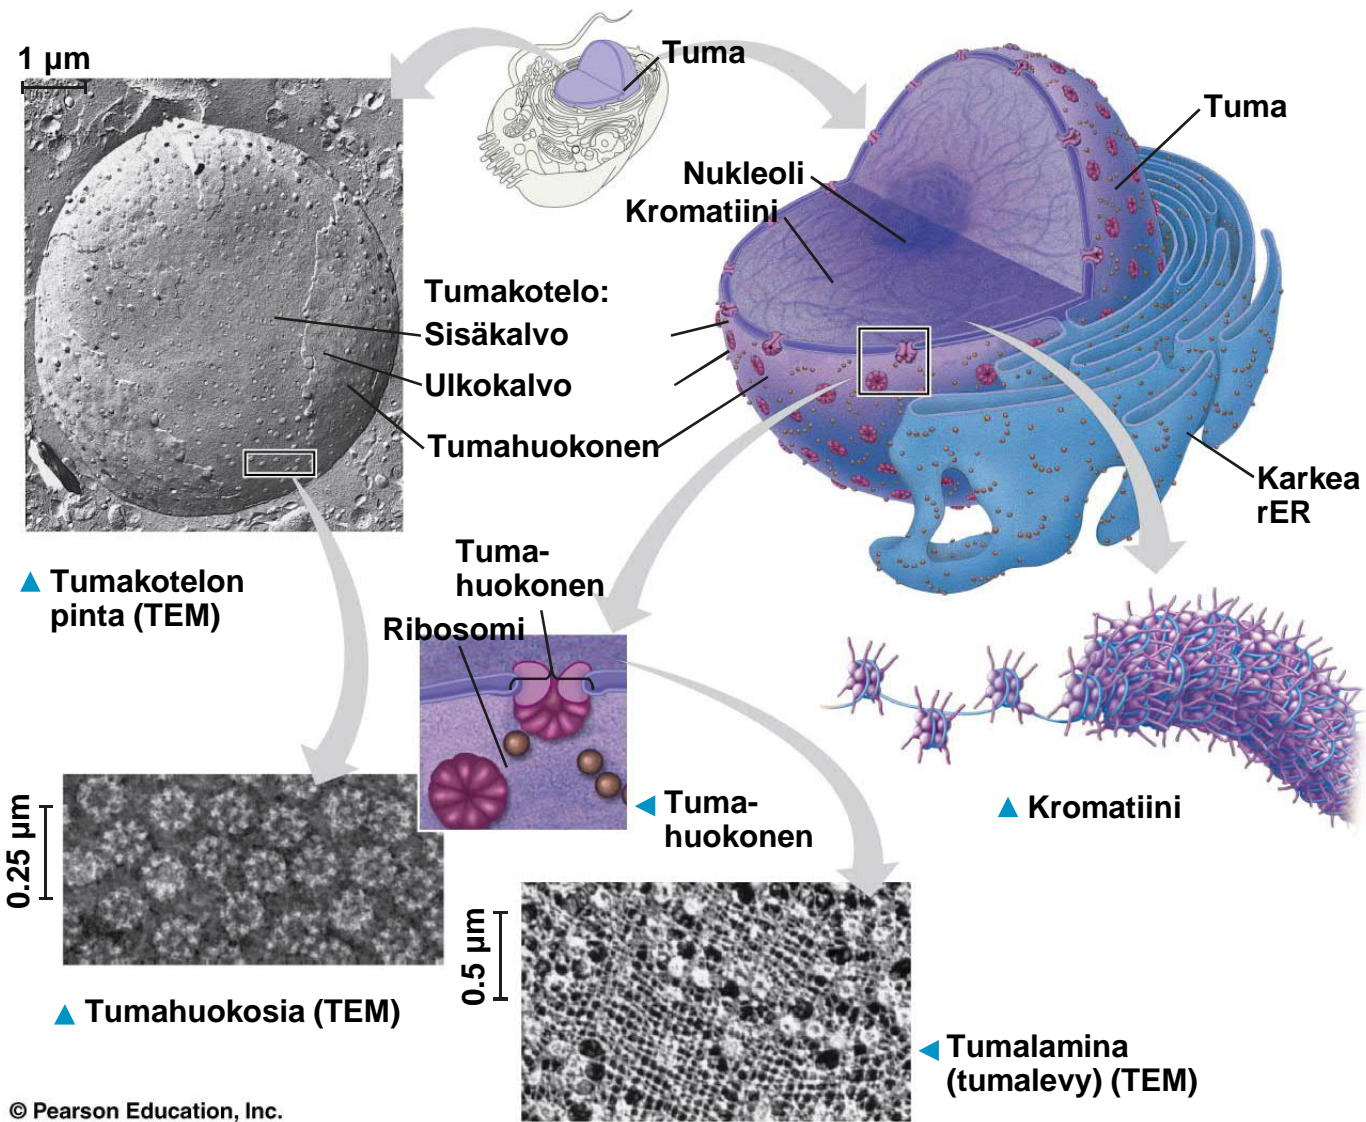 1 µm
Tuma
Tuma
Nukleoli
Kromatiini
Tumakotelo:
Sisäkalvo
Ulkokalvo
Tumahuokonen
Karkea
rER
Tumakotelon
pinta (TEM)
Tuma-
huokonen
Ribosomi
Tuma-
huokonen
Kromatiini
0.25 µm
Tumahuokosia (TEM)
0.5 µm
Tumalamina
(tumalevy) (TEM)
© Pearson Education, Inc.